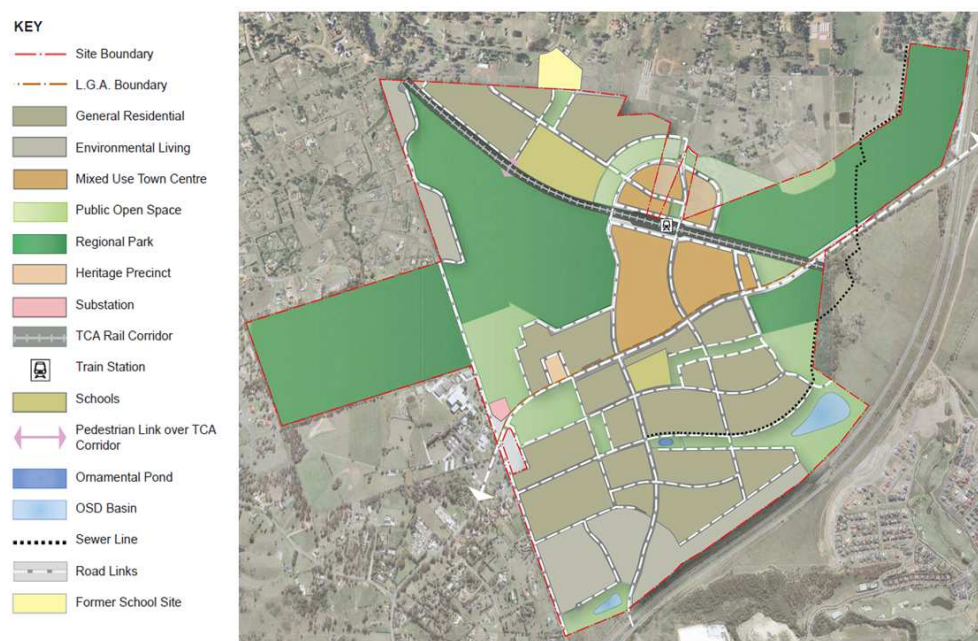 KEY
Site Boundary
L.G.A. Boundary
General Residential
Environmental Living
Mixed Use Town Centre
Public Open Space
Regional Park
Heritage Precinct
Substation
TCA Rail Corridor
Train Station
Schools
Pedestrian Link over TCA
Corridor
Ornamental Pond
OSD Basin
Sewer Line
Road Links
Former School Site